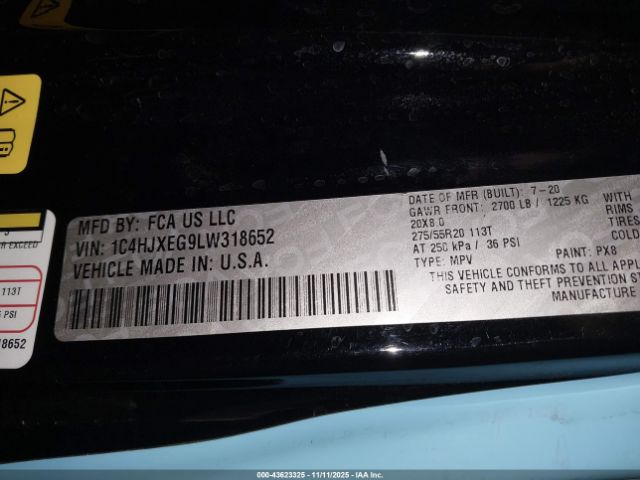 MFD BY: FCA US LLC
VIN: 1C4HJXEG9LW318652
VEHICLE MADE IN: U.S.A.
DATE OF MFR (BUILT): 7-20
GAWR FRONT: 2700 LB / 1225 KG WITH
20X8.0 RIMS
275/55R20 113T TIRES
AT 250 kPa / 36 PSI COLD
TYPE: MPV PAINT: PX8
THIS VEHICLE CONFORMS TO ALL APPL
SAFETY AND THEFT PREVENTION
MANUFACTURE
113T
PSI
18652
000-43623325 - 11/11/2025 - IAA Inc.